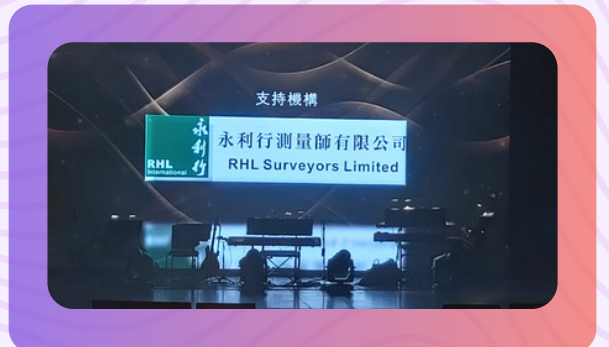 支持機構
永利行
RHL
International
永利行測量師有限公司
RHL Surveyors Limited